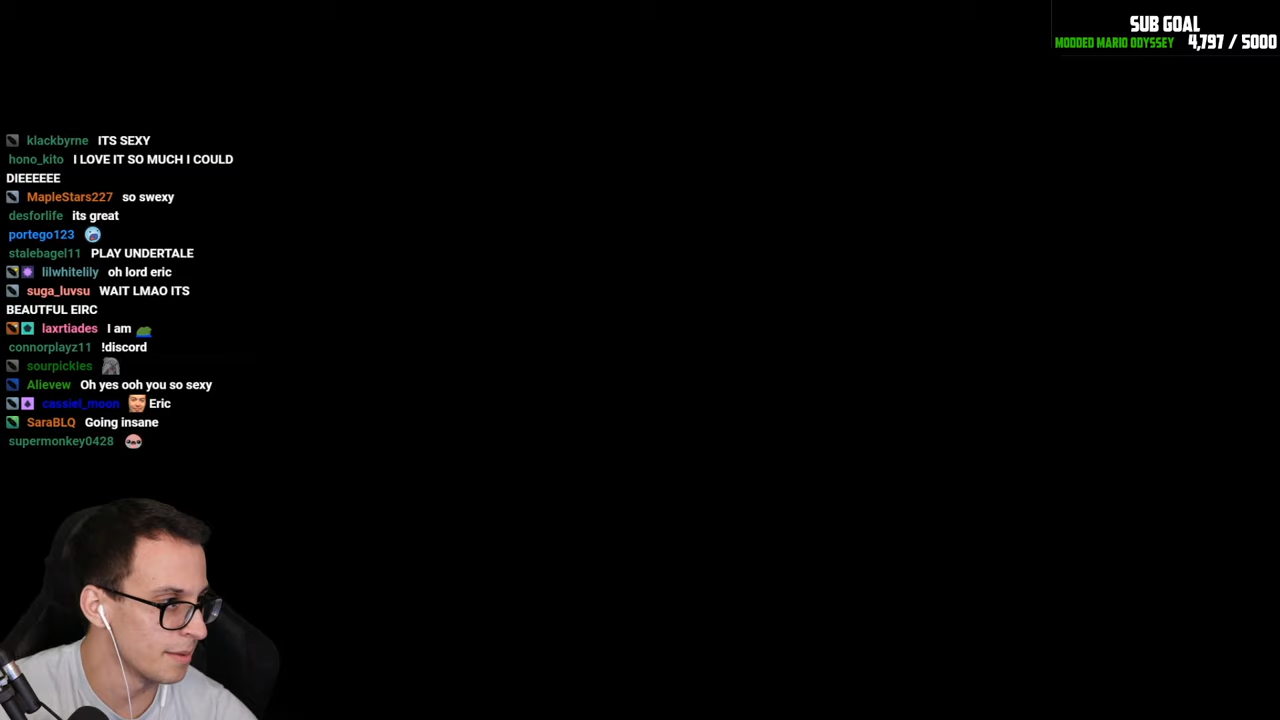 SUB GOAL
MODDED MARIO ODYSSEY 4,797 / 5000
klackbyrne ITS SEXY
hono_kito I LOVE IT SO MUCH I COULD
DIEEEEEE
MapleStars227 so swexy
desforlife its great
portego123
stalebagel11 PLAY UNDERTALE
lilwhitelily oh lord eric
suga_luvsu WAIT LMAO ITS
BEAUTFUL EIRC
laxrtiades I am
connorplayz11 !discord
sourpickles
Alievew Oh yes ooh you so sexy
cassiel_moon Eric
SaraBLQ Going insane
supermonkey0428